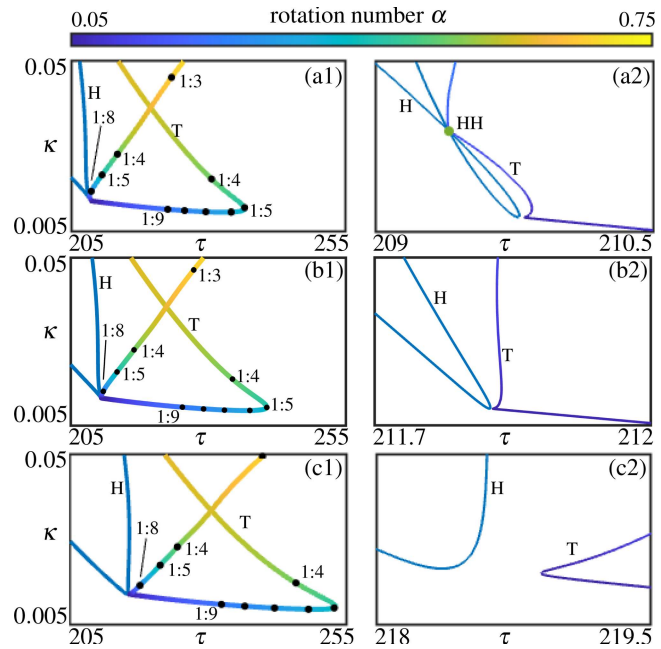 rotation number α
0.05 0.75
0.05 (a1) (a2)
H 1:3 H HH
1:8 T T
κ 1:4 1:4
1:5 1:5
1:9
0.005
205 τ 255 209 τ 210.5
0.05 (b1) (b2)
H 1:3 H
κ 1:8 T T
1:4 1:4
1:5 1:5
1:9
0.005
205 τ 255 211.7 τ 212
0.05 (c1) (c2)
H T H
κ 1:8 1:4 T
1:5 1:4
1:9
0.005
205 τ 255 218 τ 219.5